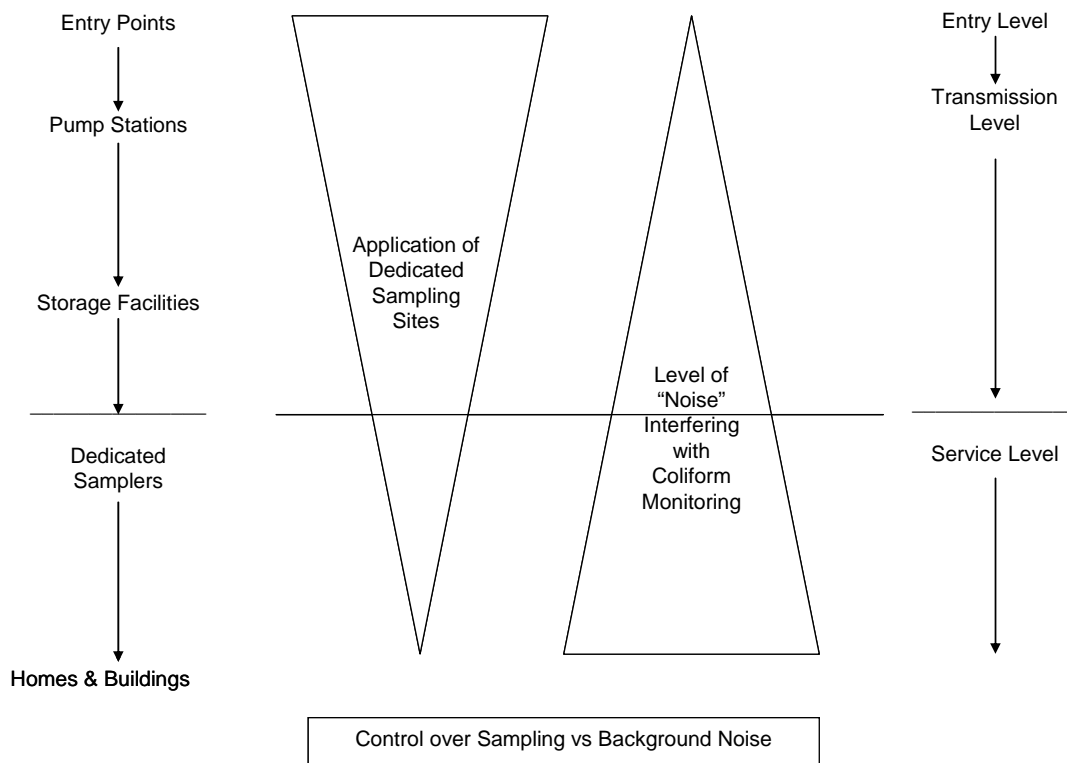 Entry Points
Pump Stations
Storage Facilities
Dedicated
Samplers
Homes & Buildings
Application of
Dedicated
Sampling
Sites
Level of
“Noise”
Interfering
with
Coliform
Monitoring
Entry Level
Transmission
Level
Service Level
Control over Sampling vs Background Noise